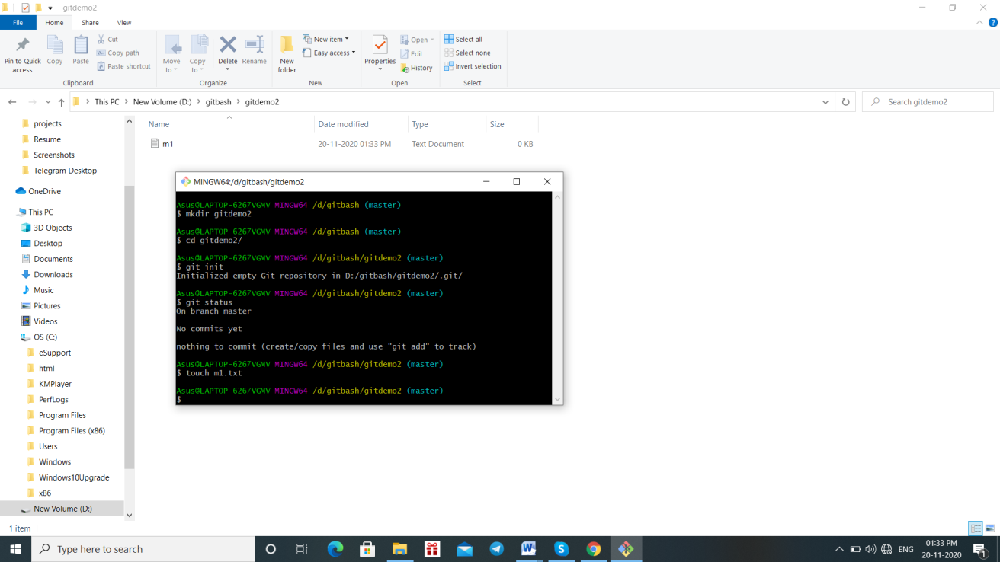 gitdemo2
File Home Share View
Pin to Quick access
Copy
Paste
Cut
Copy path
Paste shortcut
Clipboard
Move to
Copy to
Delete
Rename
Organize
New folder
New item
Easy access
New
Properties
Open
Edit
History
Open
Select all
Select none
Invert selection
Select
This PC > New Volume (D:) > gitbash > gitdemo2
Search gitdemo2
projects
Resume
Screenshots
Telegram Desktop
OneDrive
This PC
3D Objects
Desktop
Documents
Downloads
Music
Pictures
Videos
OS (C:)
eSupport
html
KMPlayer
PerfLogs
Program Files
Program Files (x86)
Users
Windows
Windows10Upgrade
x86
New Volume (D:)
Name Date modified Type Size
m1 20-11-2020 01:33 PM Text Document 0 KB
MINGW64:/d/gitbash/gitdemo2
Asus@LAPTOP-6267VGMV MINGW64 /d/gitbash (master)
$ mkdir gitdemo2
Asus@LAPTOP-6267VGMV MINGW64 /d/gitbash (master)
$ cd gitdemo2/
Asus@LAPTOP-6267VGMV MINGW64 /d/gitbash/gitdemo2 (master)
$ git init
Initialized empty Git repository in D:/gitbash/gitdemo2/.git/
Asus@LAPTOP-6267VGMV MINGW64 /d/gitbash/gitdemo2 (master)
$ git status
On branch master
No commits yet
nothing to commit (create/copy files and use "git add" to track)
Asus@LAPTOP-6267VGMV MINGW64 /d/gitbash/gitdemo2 (master)
$ touch m1.txt
Asus@LAPTOP-6267VGMV MINGW64 /d/gitbash/gitdemo2 (master)
$
1 item
Type here to search
ENG
01:33 PM
20-11-2020
1